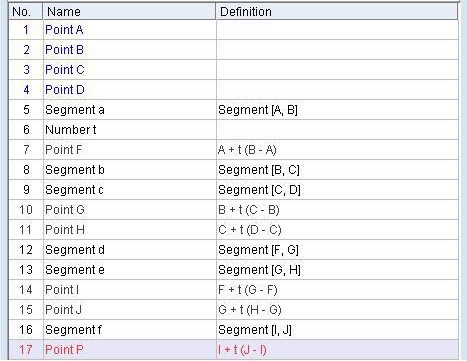 No. Name Definition
1 Point A
2 Point B
3 Point C
4 Point D
5 Segment a Segment [A, B]
6 Number t
7 Point F A + t (B - A)
8 Segment b Segment [B, C]
9 Segment c Segment [C, D]
10 Point G B + t (C - B)
11 Point H C + t (D - C)
12 Segment d Segment [F, G]
13 Segment e Segment [G, H]
14 Point I F + t (G - F)
15 Point J G + t (H - G)
16 Segment f Segment [I, J]
17 Point P I + t (J - I)